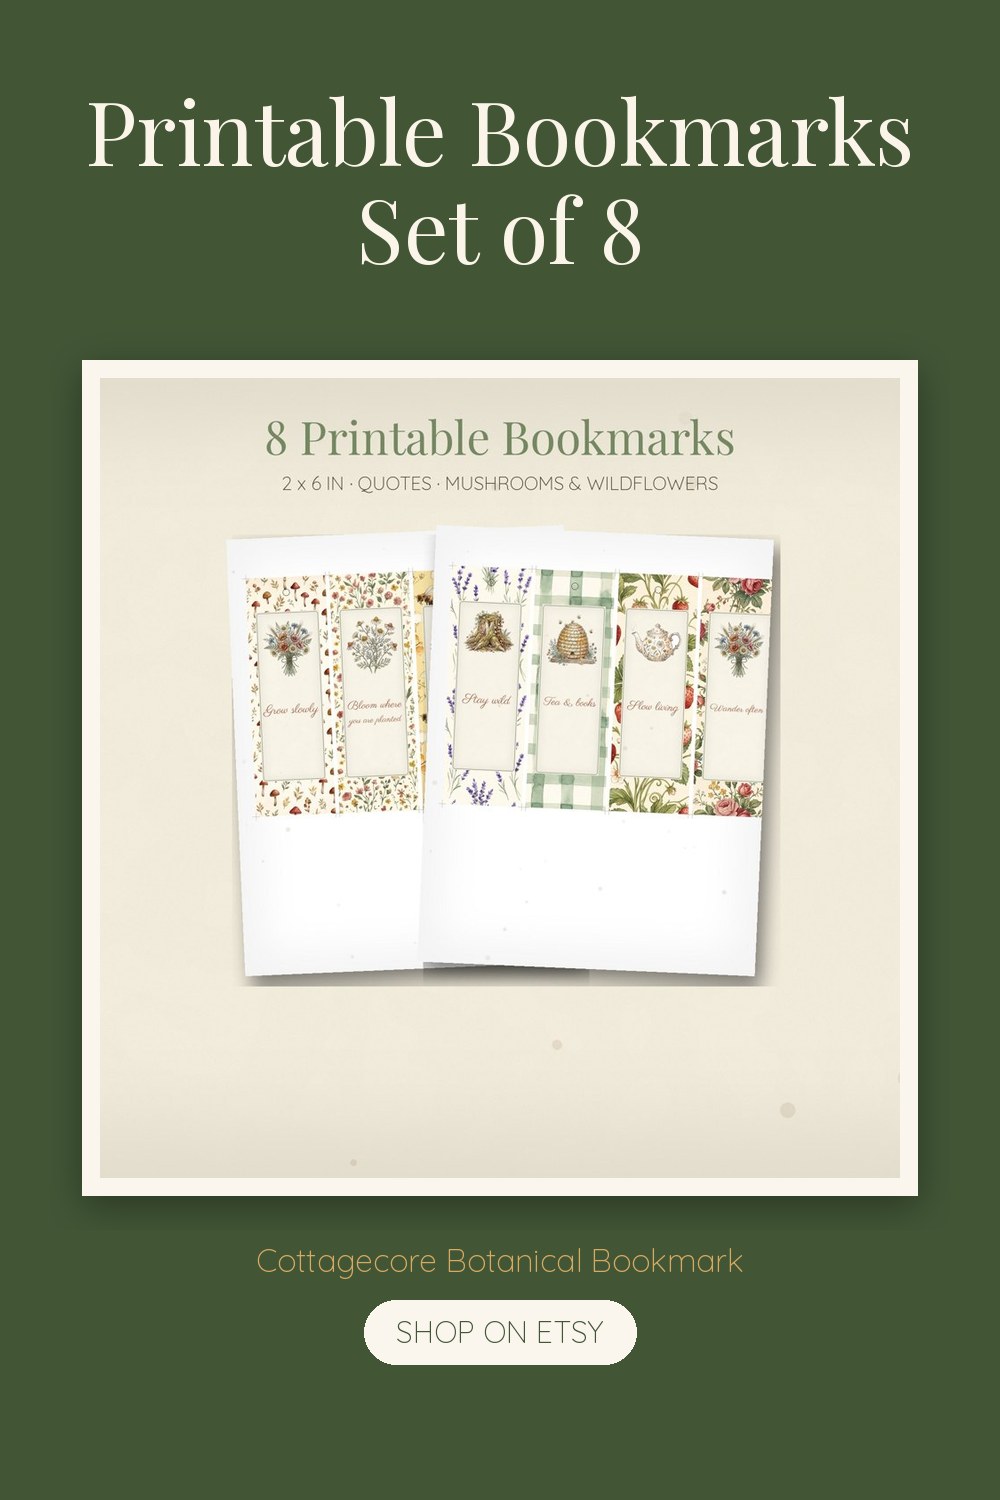 Printable Bookmarks
Set of 8
8 Printable Bookmarks
2 x 6 IN · QUOTES · MUSHROOMS & WILDFLOWERS
Grow slowly
Bloom where
you are planted
Stay wild
Tea & books
Slow living
Wander often
Cottagecore Botanical Bookmark
SHOP ON ETSY